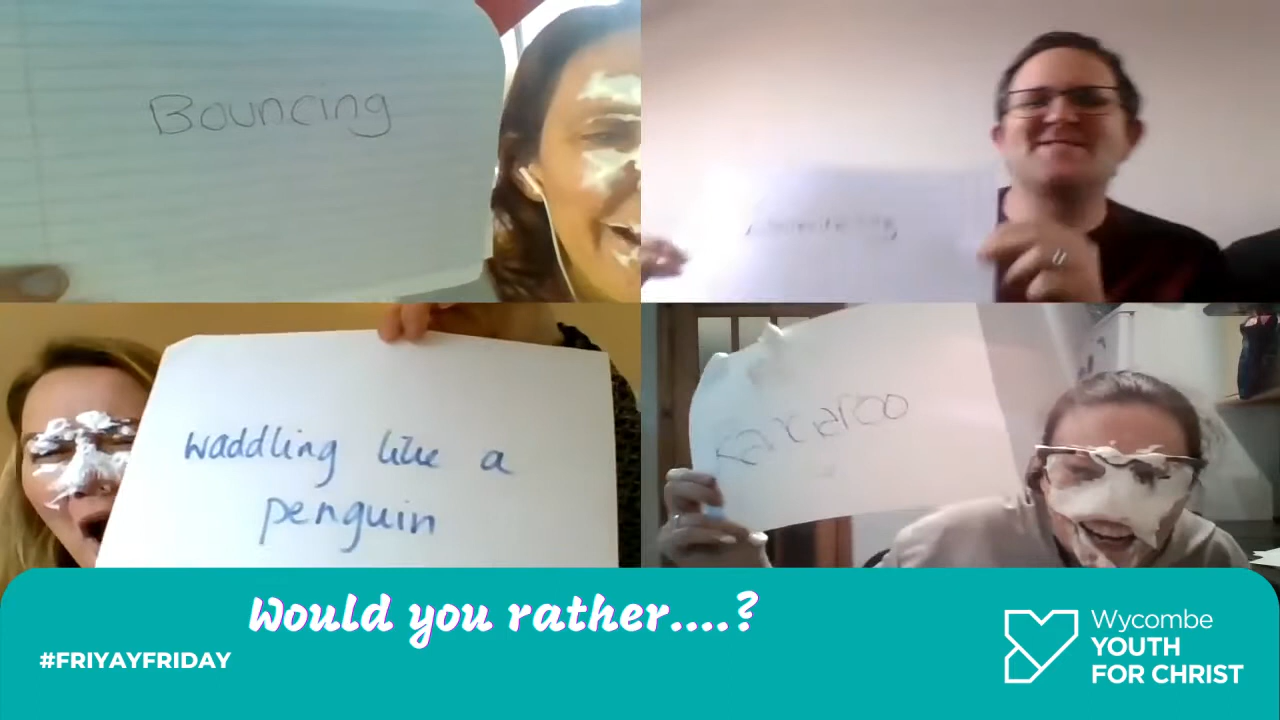 Bouncing
waddling like a
penguin
Would you rather....?
#FRIYAYFRIDAY
Wycombe
YOUTH
FOR CHRIST